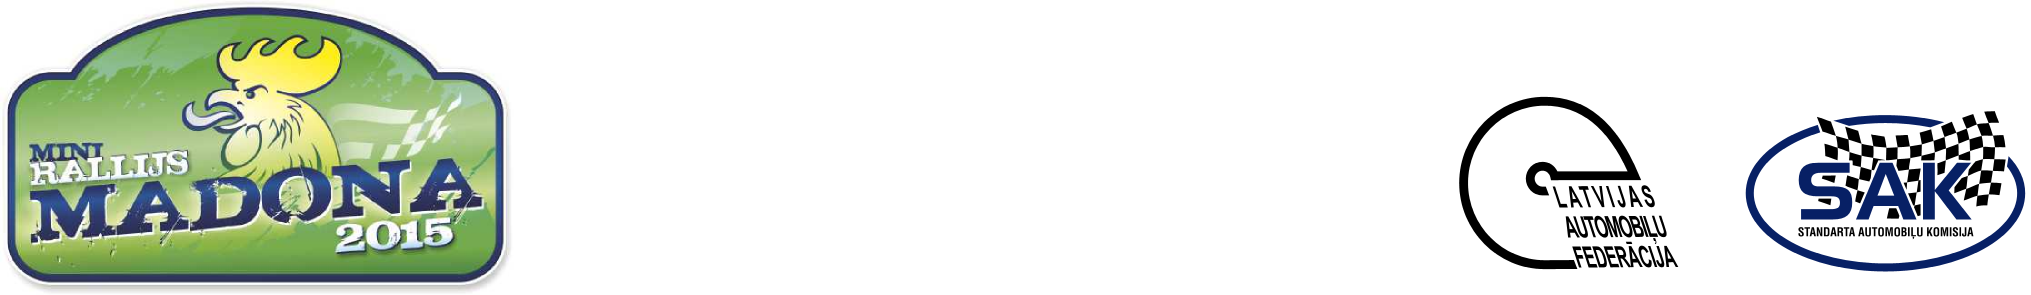 MINI
RALLIJS
MADONA
2015
LATVIJAS
AUTOMOBIĻU
FEDERĀCIJA
SAK
STANDARTA AUTOMOBIĻU KOMISIJA